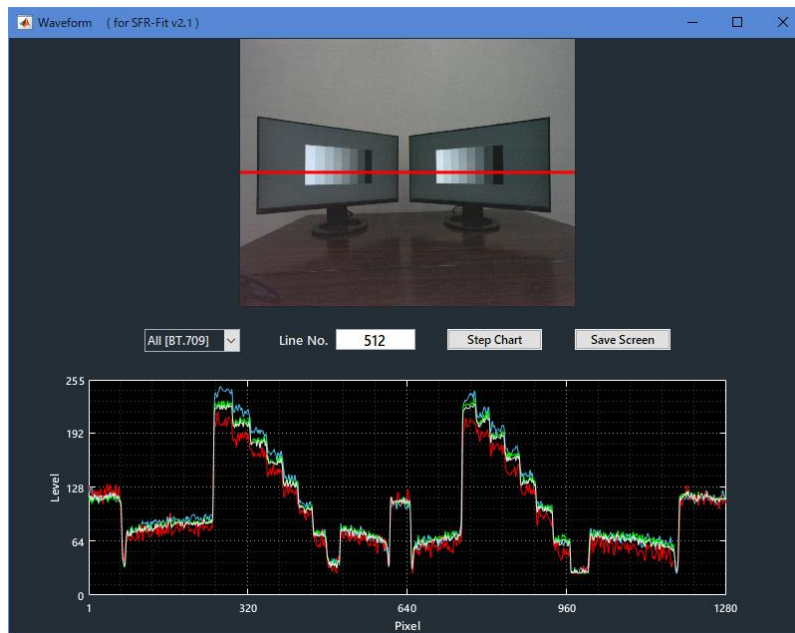 Waveform ( for SFR-Fit v2.1 )
All [BT.709]
Line No.
512
Step Chart
Save Screen
255
192
128
64
0
Level
1
320
640
960
1280
Pixel